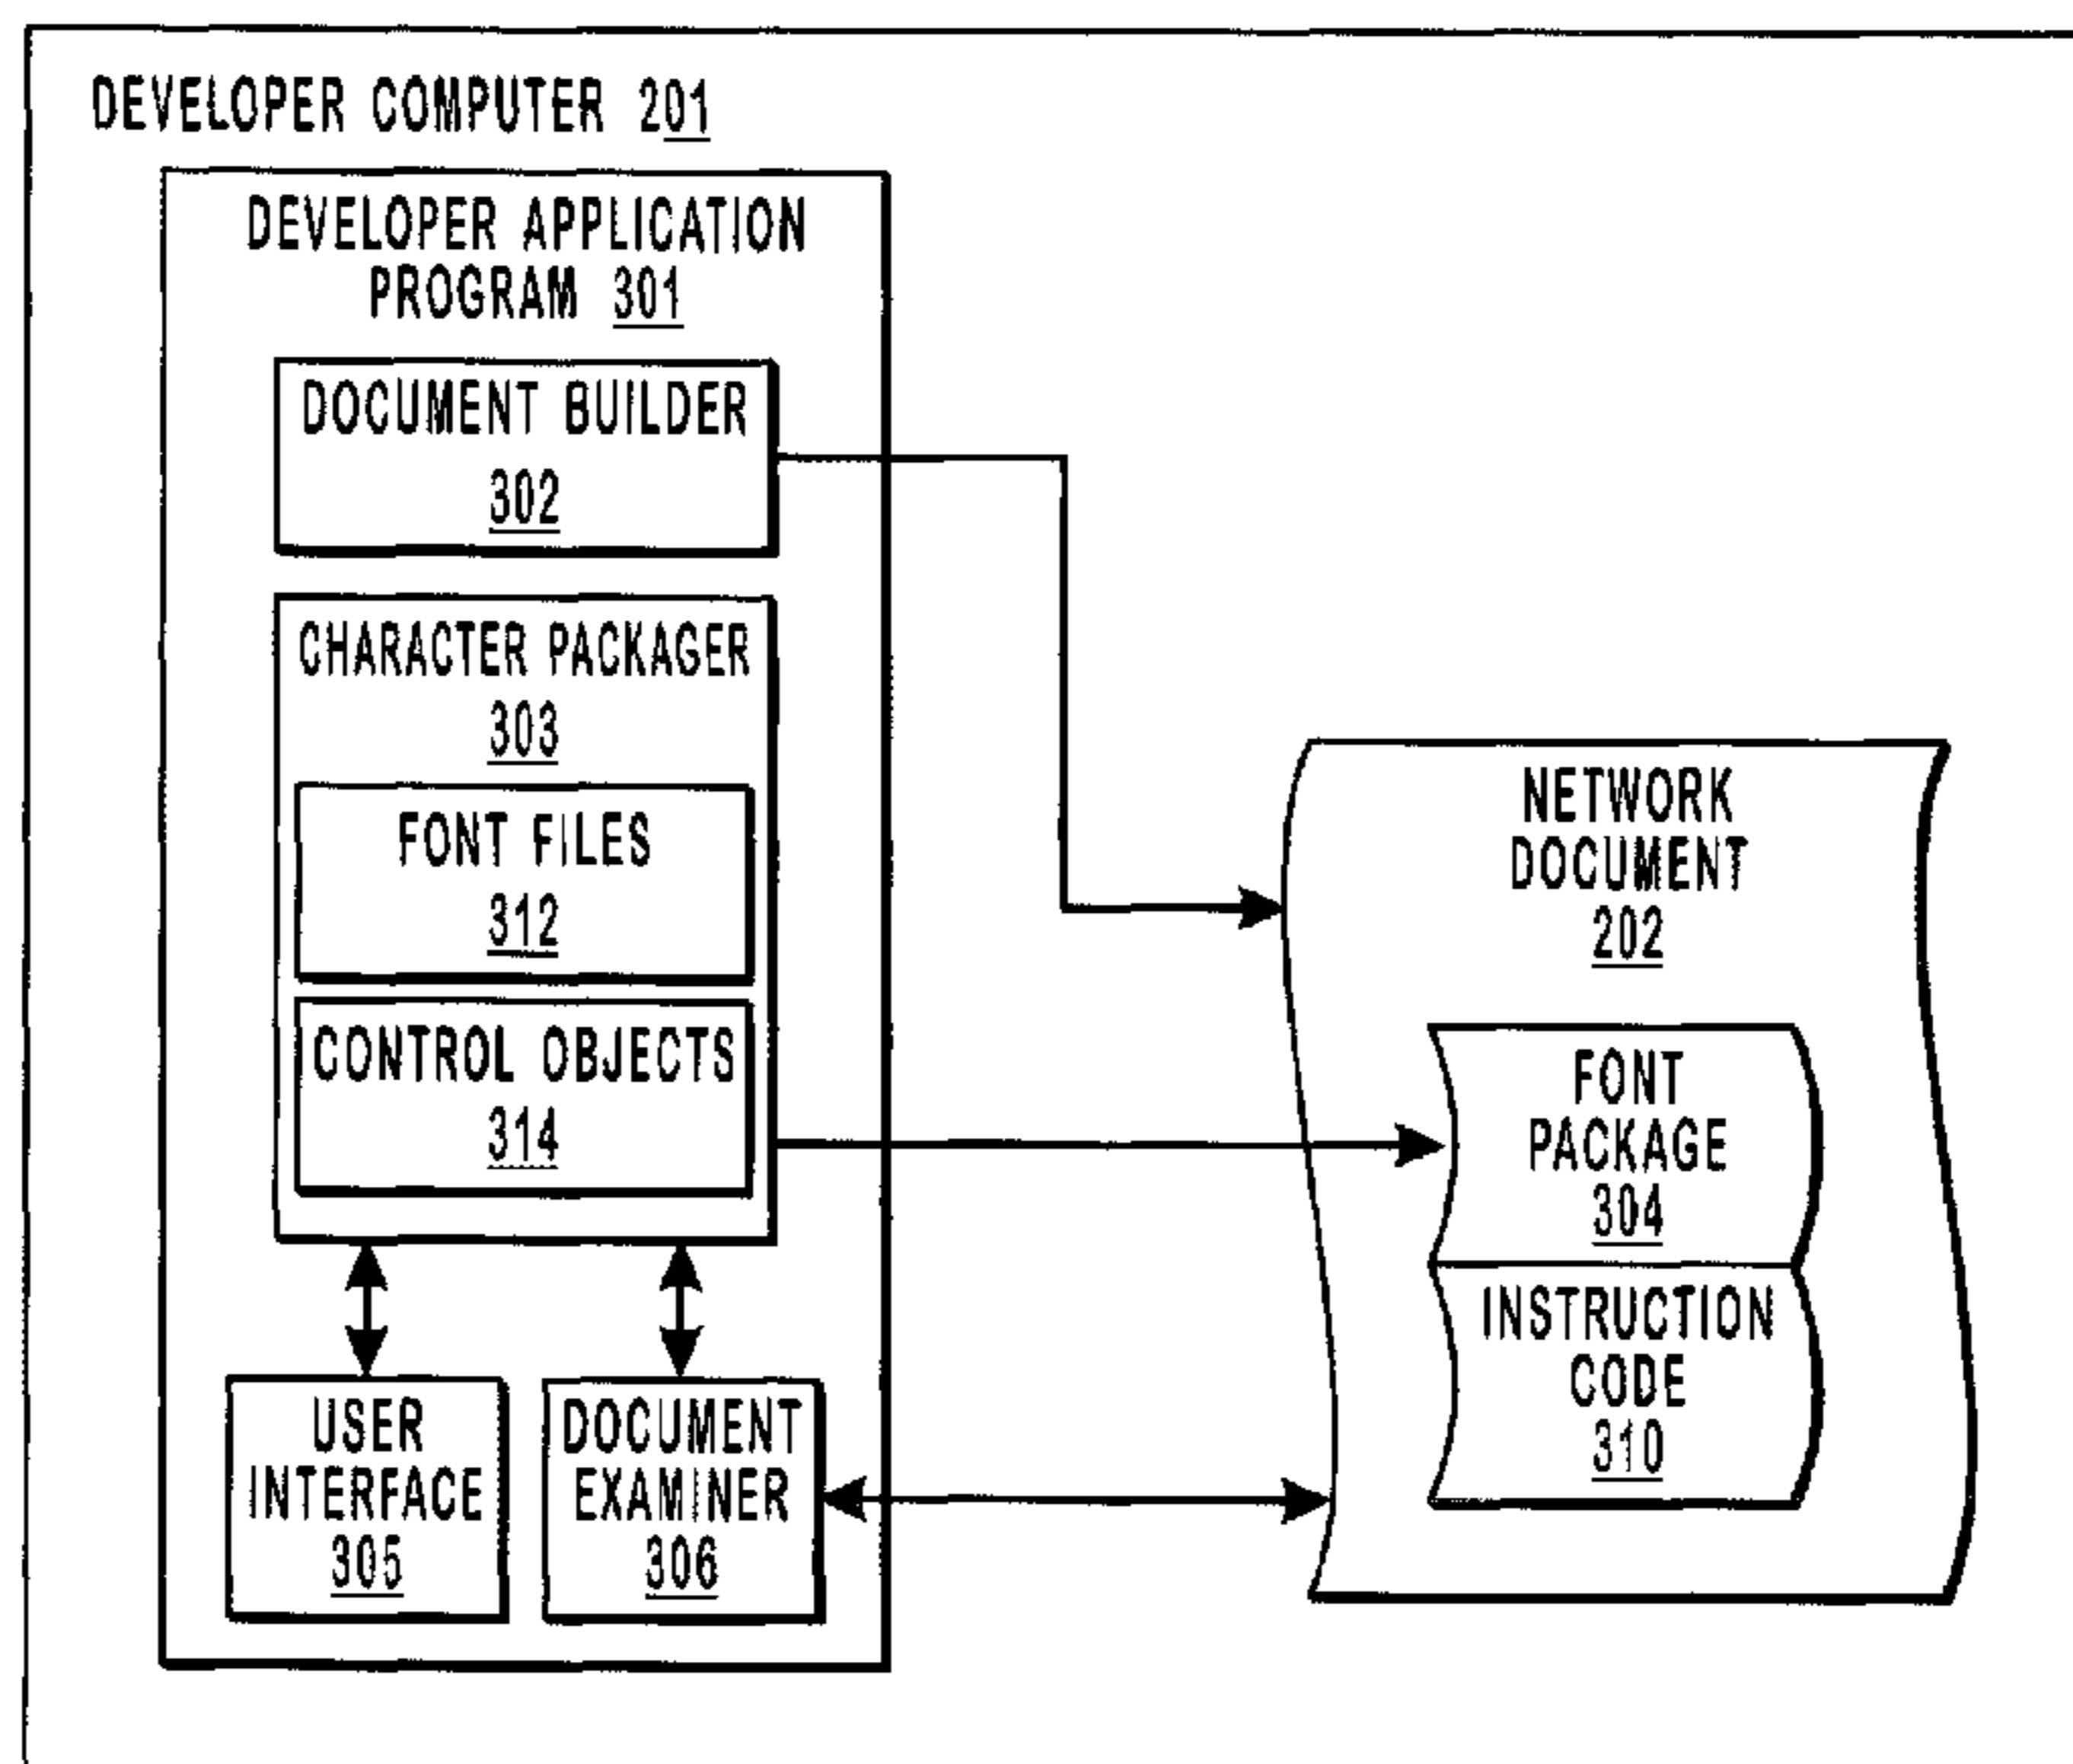 DEVELOPER COMPUTER 201
DEVELOPER APPLICATION
PROGRAM 301
DOCUMENT BUILDER
302
CHARACTER PACKAGER
303
FONT FILES
312
CONTROL OBJECTS
314
USER
INTERFACE
305
DOCUMENT
EXAMINER
306
NETWORK
DOCUMENT
202
FONT
PACKAGE
304
INSTRUCTION
CODE
310